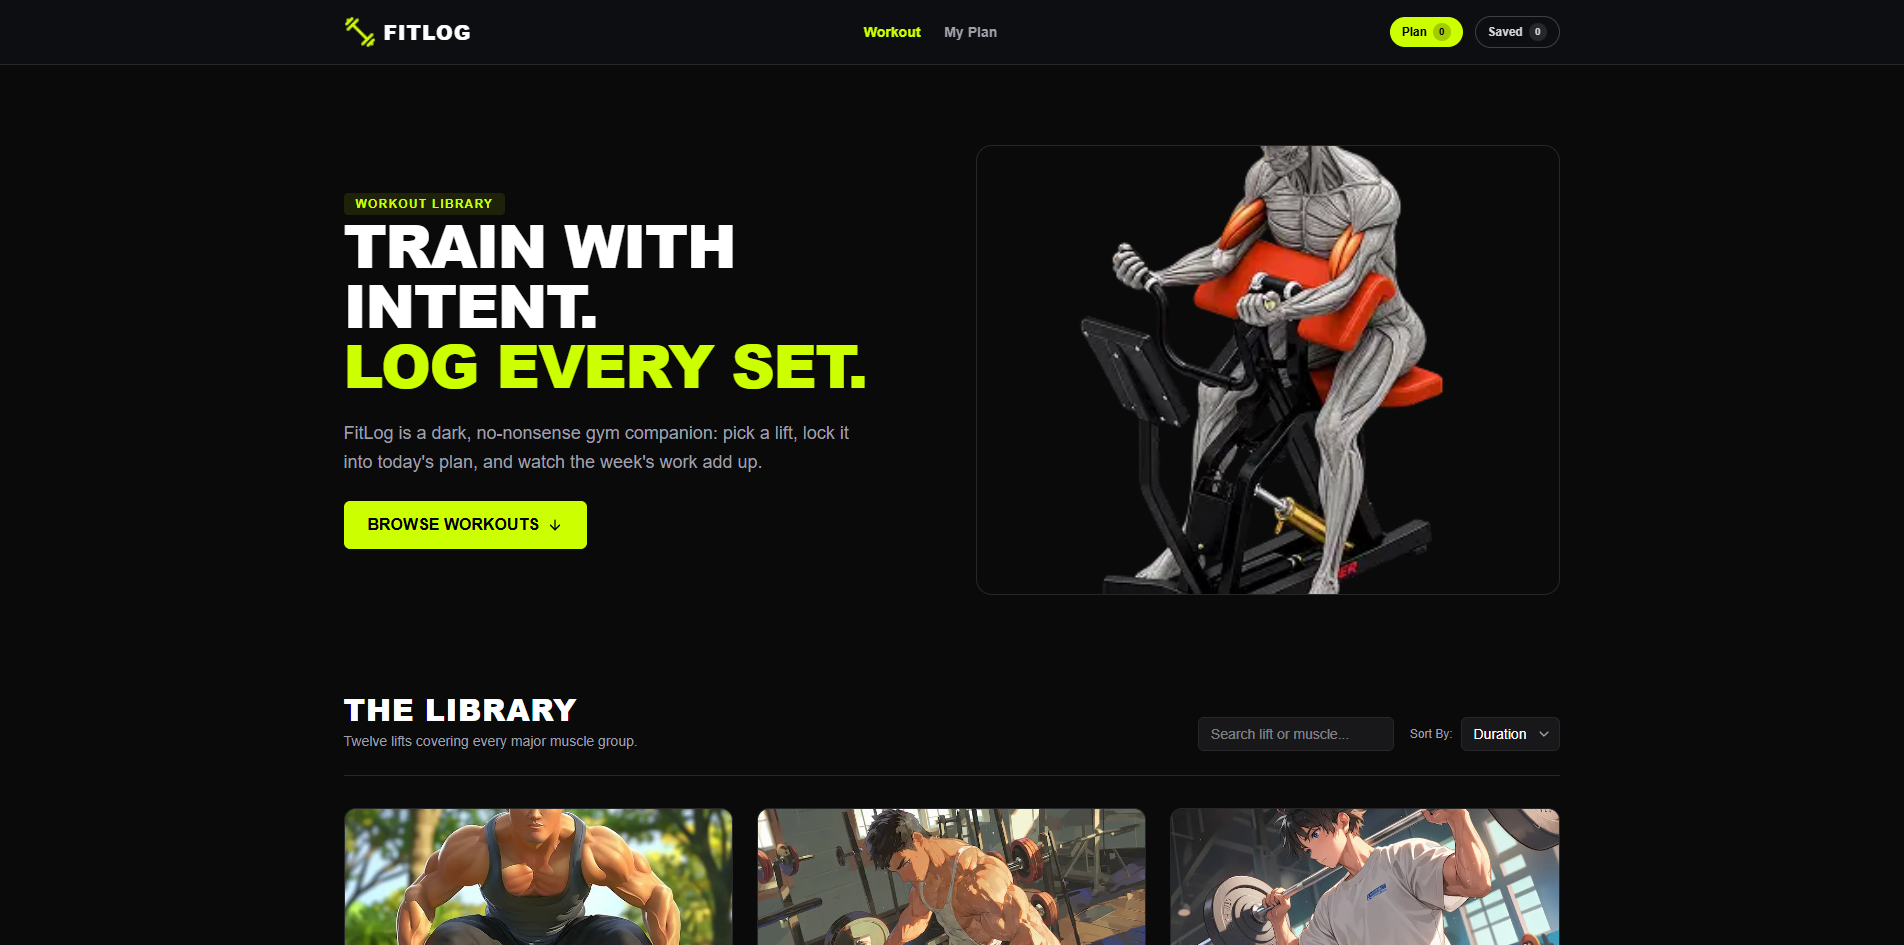 FITLOG
Workout
My Plan
Plan 0
Saved 0
WORKOUT LIBRARY
TRAIN WITH
INTENT.
LOG EVERY SET.
FitLog is a dark, no-nonsense gym companion: pick a lift, lock it
into today's plan, and watch the week's work add up.
BROWSE WORKOUTS ↓
THE LIBRARY
Twelve lifts covering every major muscle group.
Search lift or muscle...
Sort By:
Duration